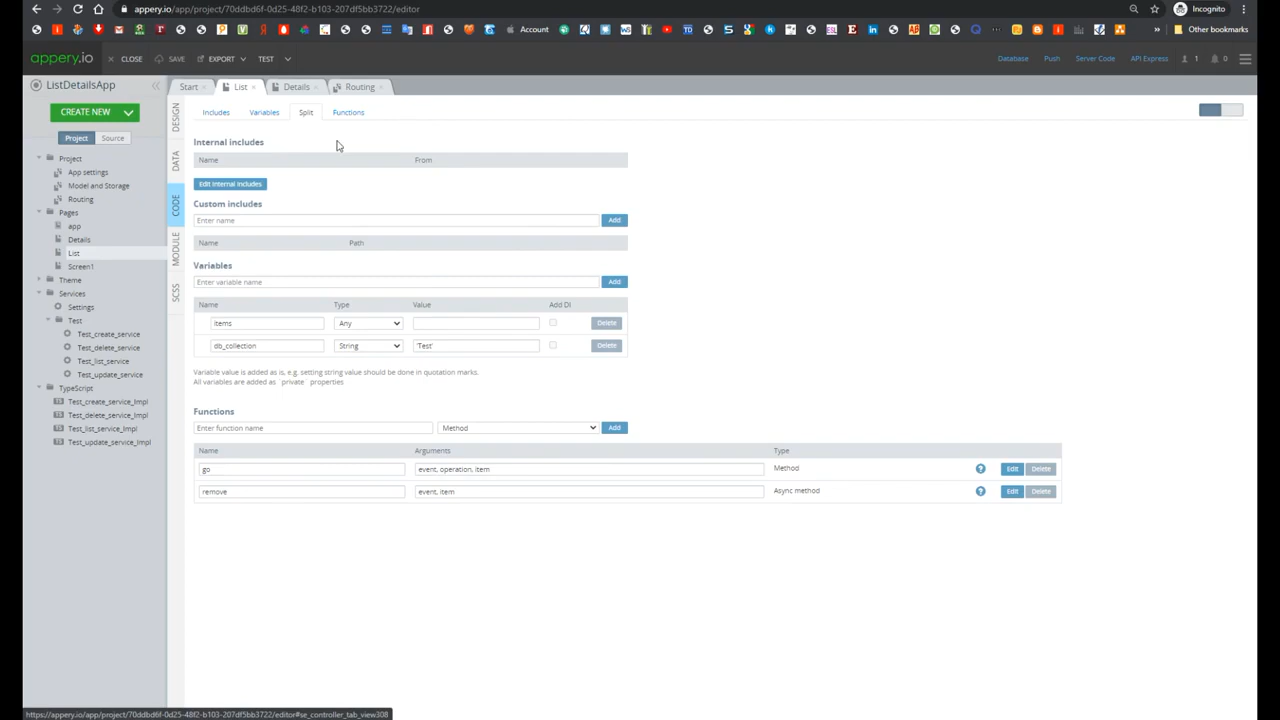 appery.io/app/project/70ddbd6f-0d25-48f2-b103-207df5bb3722/editor
Incognito
Account
Other bookmarks
appery.io
CLOSE
SAVE
EXPORT
TEST
Database
Push
Server Code
API Express
1
0
ListDetailsApp
Start
List
Details
Routing
CREATE NEW
Includes
Variables
Split
Functions
Project
Source
DESIGN
DATA
CODE
MODULE
SCSS
Project
App settings
Model and Storage
Routing
Pages
app
Details
List
Screen1
Theme
Services
Settings
Test
Test_create_service
Test_delete_service
Test_list_service
Test_update_service
TypeScript
Test_create_service_Impl
Test_delete_service_Impl
Test_list_service_Impl
Test_update_service_Impl
Internal includes
Name From
Edit Internal Includes
Custom includes
Enter name Add
Name Path
Variables
Enter variable name Add
Name Type Value Add DI
items Any Delete
db_collection String 'Test' Delete
Variable value is added as is, e.g. setting string value should be done in quotation marks.
All variables are added as `private` properties
Functions
Enter function name Method Add
Name Arguments Type
go event, operation, item Method ? Edit Delete
remove event, item Async method ? Edit Delete
https://appery.io/app/project/70ddbd6f-0d25-48f2-b103-207df5bb3722/editor#se_controller_tab_view308